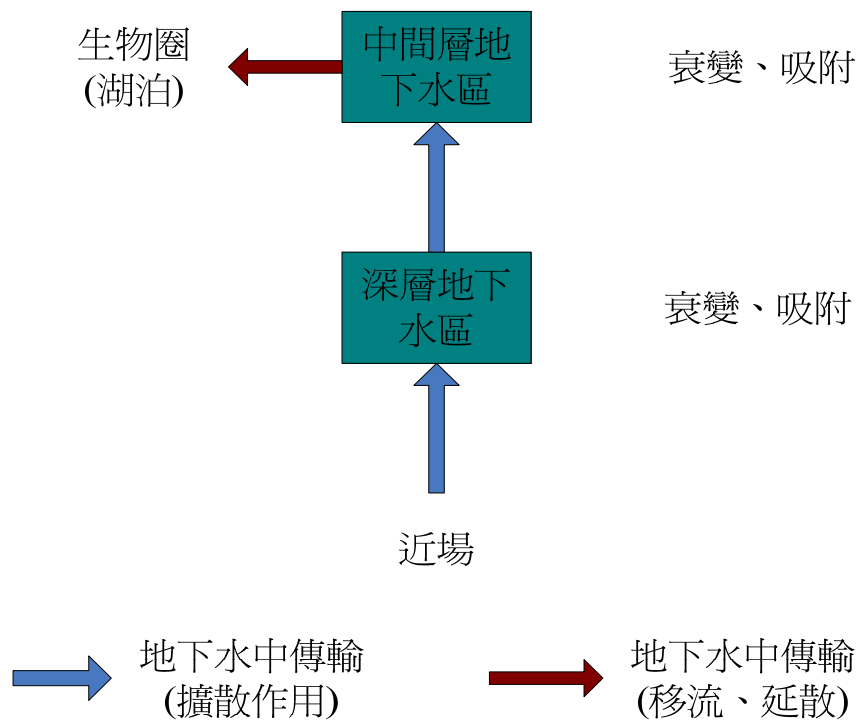 生物圈
(湖泊)
中間層地
下水區
衰變、吸附
深層地下
水區
衰變、吸附
近場
地下水中傳輸
(擴散作用)
地下水中傳輸
(移流、延散)